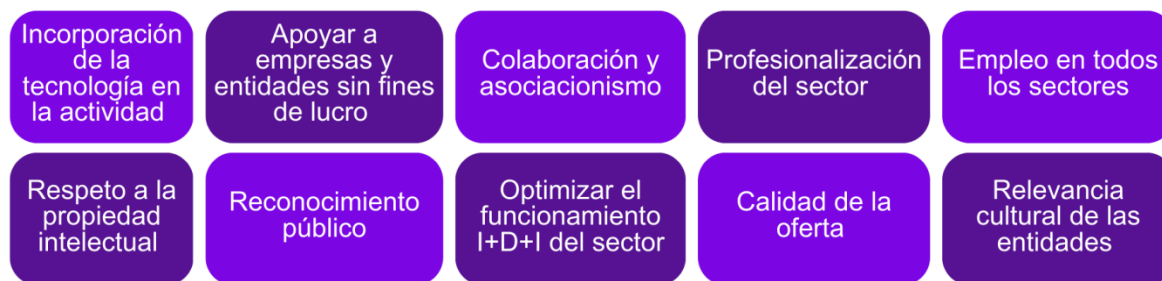 Incorporación
de la
tecnología en
la actividad
Apoyar a
empresas y
entidades sin fines
de lucro
Colaboración y
asociacionismo
Profesionalización
del sector
Empleo en todos
los sectores
Respeto a la
propiedad
intelectual
Reconocimiento
público
Optimizar el
funcionamiento
I+D+I del sector
Calidad de la
oferta
Relevancia
cultural de las
entidades